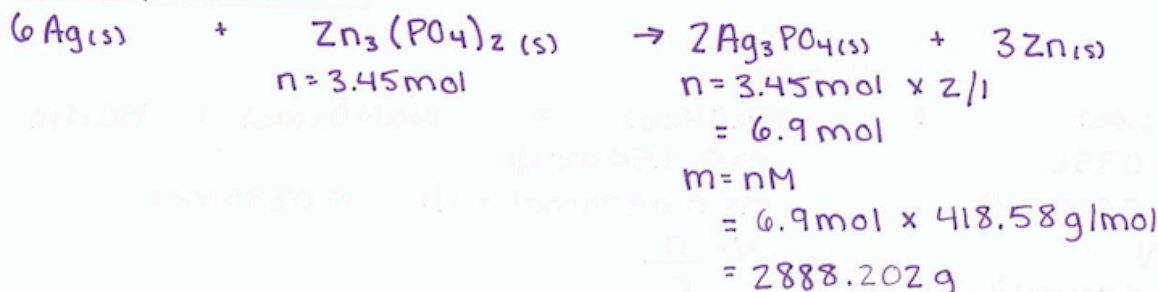 6Ag(s) + Zn₃(PO₄)₂ (s) → 2Ag₃PO₄(s) + 3Zn(s)
n = 3.45mol n = 3.45mol x 2/1
= 6.9mol
m = nM
= 6.9mol x 418.58g/mol
= 2888.202g